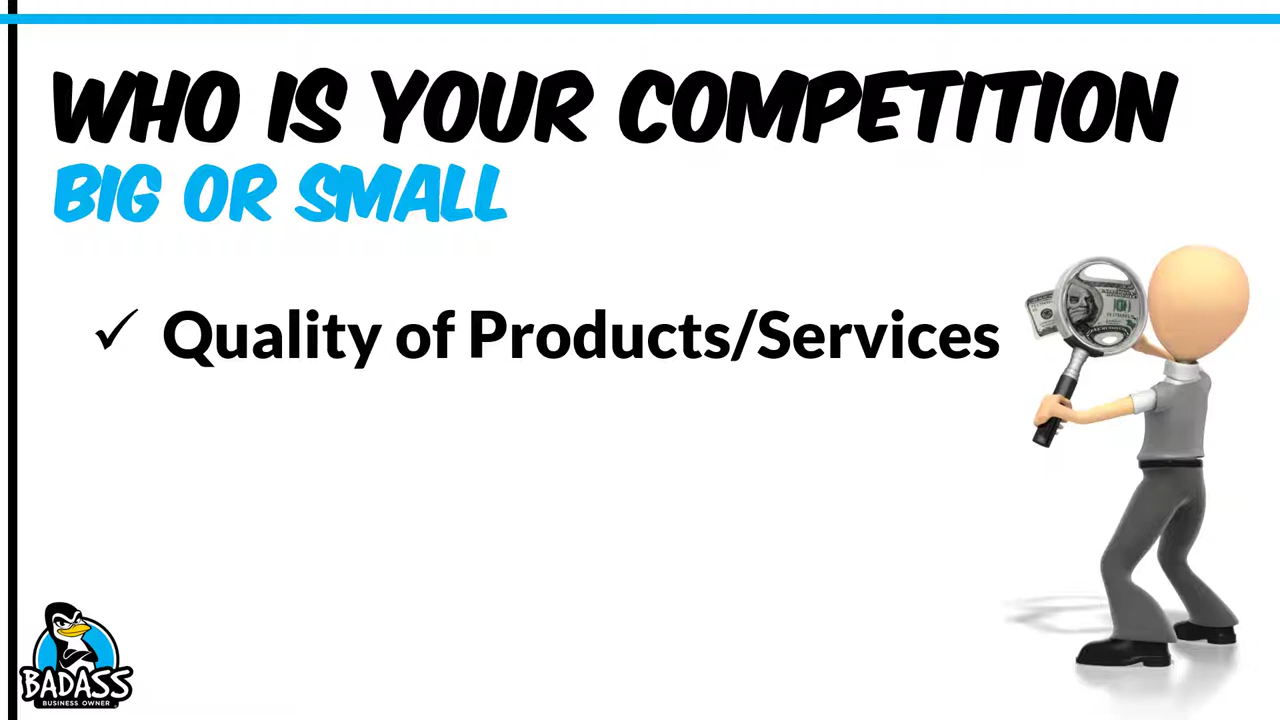 WHO IS YOUR COMPETITION
BIG OR SMALL
✓ Quality of Products/Services
BADASS
BUSINESS OWNER